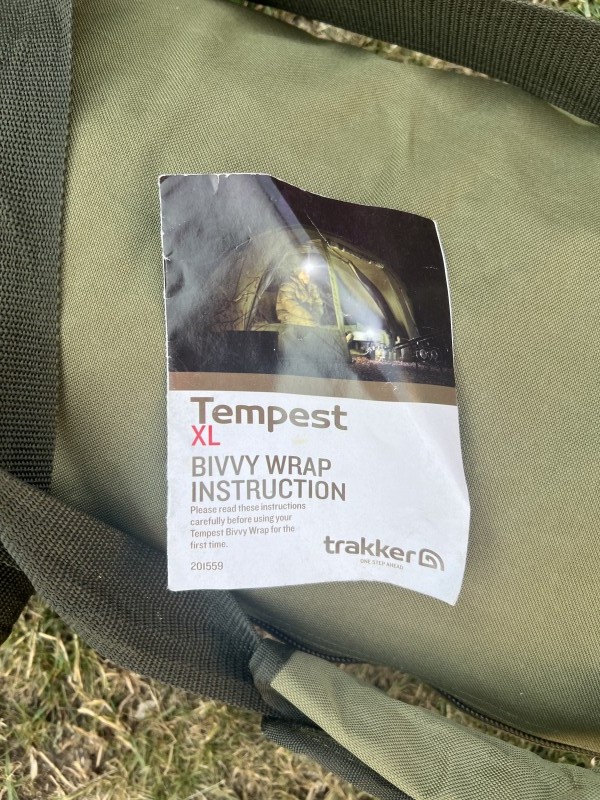 Tempest
XL
BIVVY WRAP
INSTRUCTION
Please read these instructions
carefully before using your
Tempest Bivvy Wrap for the
first time.
trakker
ONE STEP AHEAD
201559